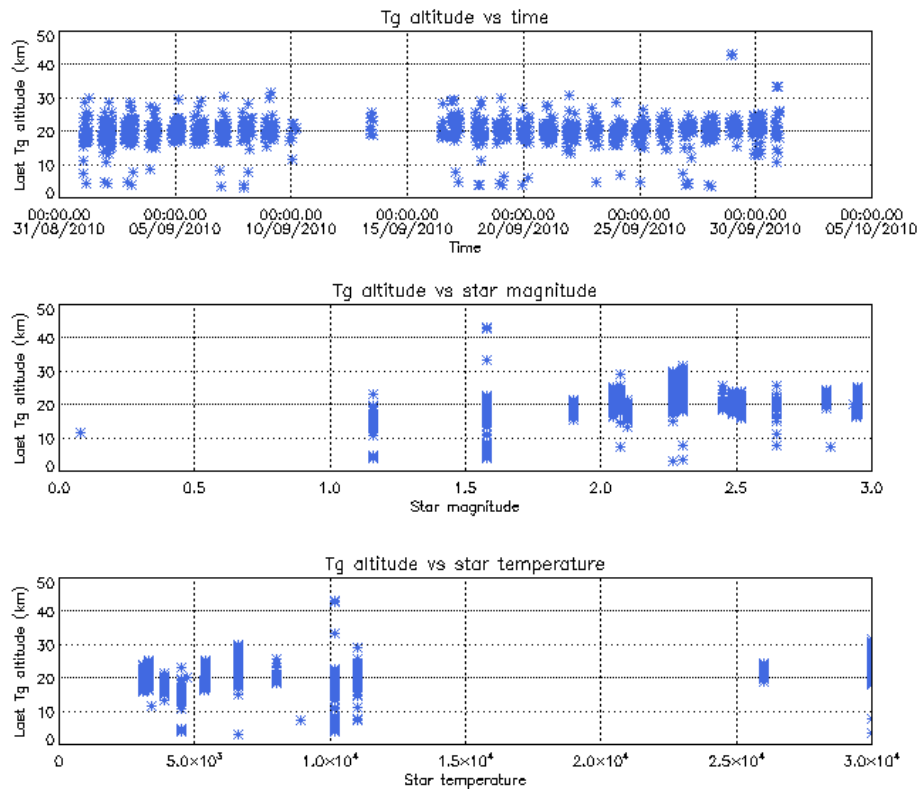 Tg altitude vs time
Last Tg altitude (km)
50
40
30
20
10
0
00:00.00 00:00.00 00:00.00 00:00.00 00:00.00 00:00.00 00:00.00 00:00.00
31/08/2010 05/09/2010 10/09/2010 15/09/2010 20/09/2010 25/09/2010 30/09/2010 05/10/2010
Time
Tg altitude vs star magnitude
Last Tg altitude (km)
50
40
30
20
10
0
0.0 0.5 1.0 1.5 2.0 2.5 3.0
Star magnitude
Tg altitude vs star temperature
Last Tg altitude (km)
50
40
30
20
10
0
0 5.0×10³ 1.0×10⁴ 1.5×10⁴ 2.0×10⁴ 2.5×10⁴ 3.0×10⁴
Star temperature